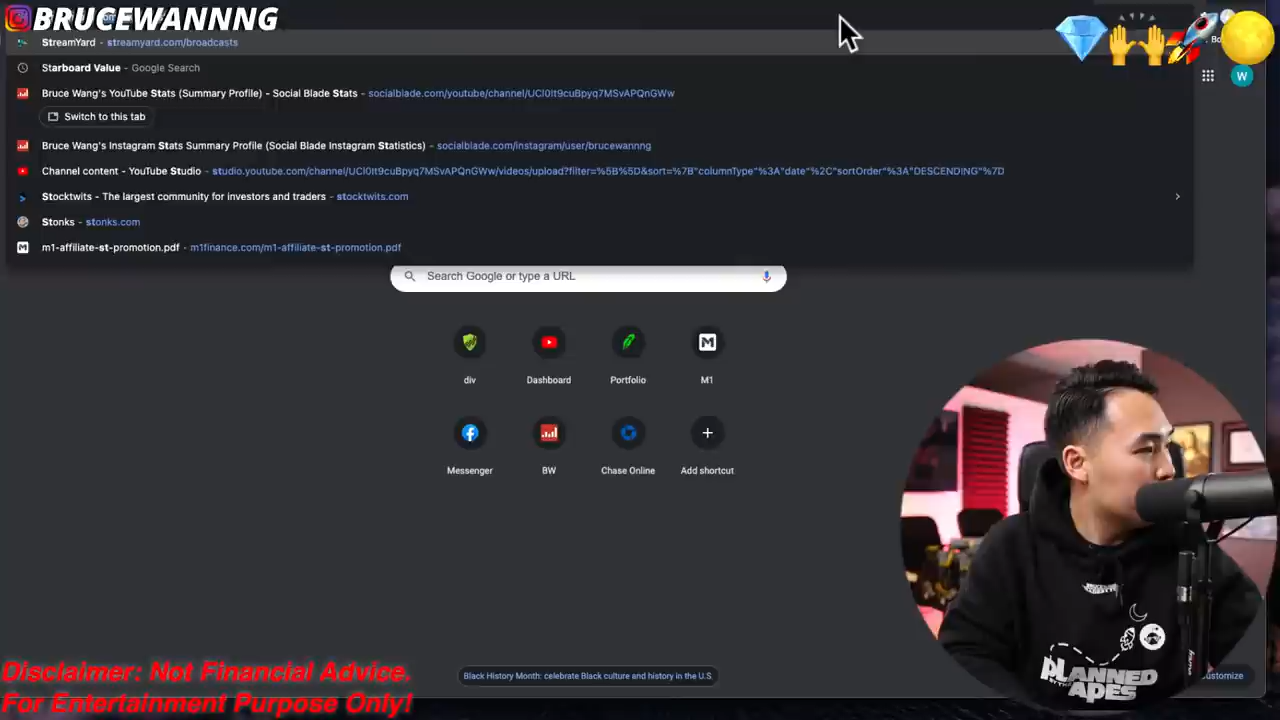 BRUCEWANNNG
StreamYard - streamyard.com/broadcasts
Starboard Value - Google Search
Bruce Wang's YouTube Stats (Summary Profile) - Social Blade Stats - socialblade.com/youtube/channel/UCl0It9cuBpyq7MSvAPQnGWw
Switch to this tab
Bruce Wang's Instagram Stats Summary Profile (Social Blade Instagram Statistics) - socialblade.com/instagram/user/brucewannng
Channel content - YouTube Studio - studio.youtube.com/channel/UCl0It9cuBpyq7MSvAPQnGWw/videos/upload?filter=%5B%5D&sort=%7B"columnType"%3A"date"%2C"sortOrder"%3A"DESCENDING"%7D
Stocktwits - The largest community for investors and traders - stocktwits.com
Stonks - stonks.com
m1-affiliate-st-promotion.pdf - m1finance.com/m1-affiliate-st-promotion.pdf
W
Search Google or type a URL
M
div Dashboard Portfolio M1
Messenger BW Chase Online Add shortcut
PLANNED
APES
Disclaimer: Not Financial Advice.
For Entertainment Purpose Only!
Black History Month: celebrate Black culture and history in the U.S.
ustomize